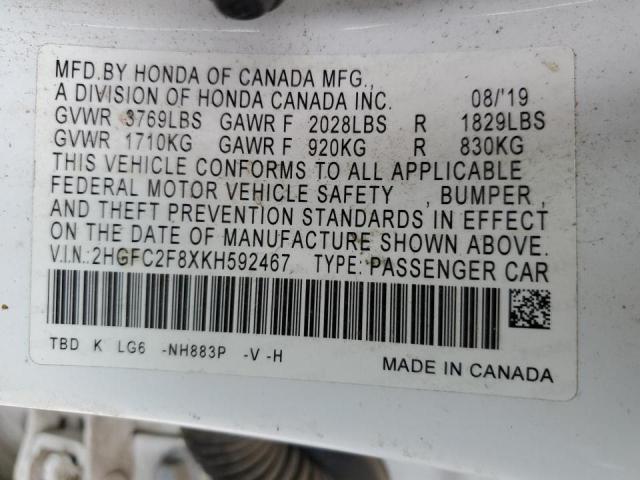 MFD.BY HONDA OF CANADA MFG.,
A DIVISION OF HONDA CANADA INC. 08/'19
GVWR 3769LBS GAWR F 2028LBS R 1829LBS
GVWR 1710KG GAWR F 920KG R 830KG
THIS VEHICLE CONFORMS TO ALL APPLICABLE
FEDERAL MOTOR VEHICLE SAFETY , BUMPER ,
AND THEFT PREVENTION STANDARDS IN EFFECT
ON THE DATE OF MANUFACTURE SHOWN ABOVE.
V.I.N.:2HGFC2F8XKH592467 TYPE:PASSENGER CAR
TBD K LG6 -NH883P -V -H
MADE IN CANADA